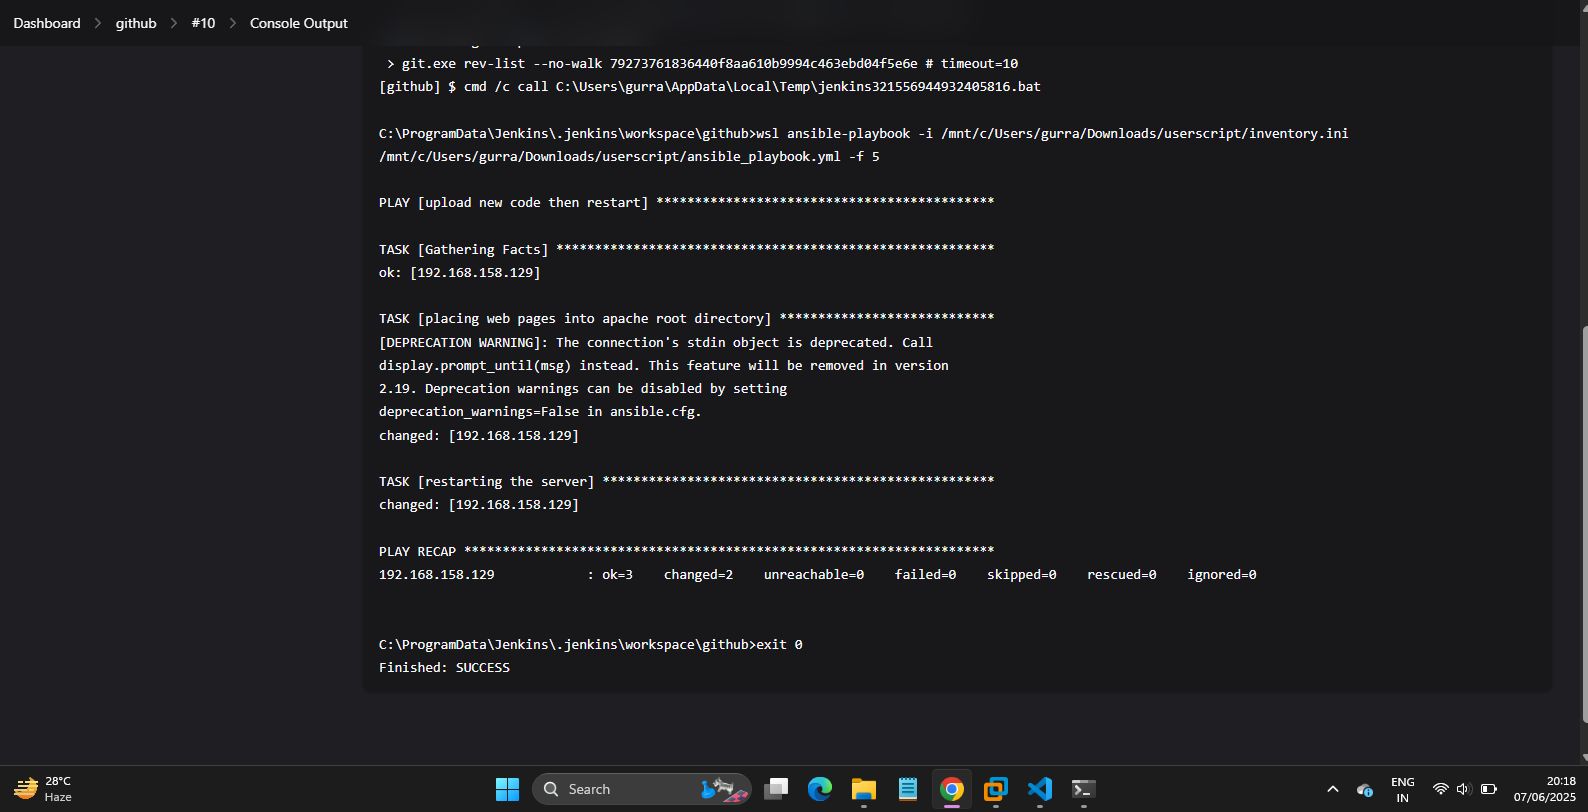 Dashboard > github > #10 > Console Output
> git.exe rev-list --no-walk 79273761836440f8aa610b9994c463ebd04f5e6e # timeout=10
[github] $ cmd /c call C:\Users\gurra\AppData\Local\Temp\jenkins321556944932405816.bat
C:\ProgramData\Jenkins\.jenkins\workspace\github>wsl ansible-playbook -i /mnt/c/Users/gurra/Downloads/userscript/inventory.ini
/mnt/c/Users/gurra/Downloads/userscript/ansible_playbook.yml -f 5
PLAY [upload new code then restart] ********************************************
TASK [Gathering Facts] *********************************************************
ok: [192.168.158.129]
TASK [placing web pages into apache root directory] ****************************
[DEPRECATION WARNING]: The connection's stdin object is deprecated. Call
display.prompt_until(msg) instead. This feature will be removed in version
2.19. Deprecation warnings can be disabled by setting
deprecation_warnings=False in ansible.cfg.
changed: [192.168.158.129]
TASK [restarting the server] ***************************************************
changed: [192.168.158.129]
PLAY RECAP *********************************************************************
192.168.158.129 : ok=3 changed=2 unreachable=0 failed=0 skipped=0 rescued=0 ignored=0
C:\ProgramData\Jenkins\.jenkins\workspace\github>exit 0
Finished: SUCCESS
28°C
Haze
Search
ENG
IN
20:18
07/06/2025